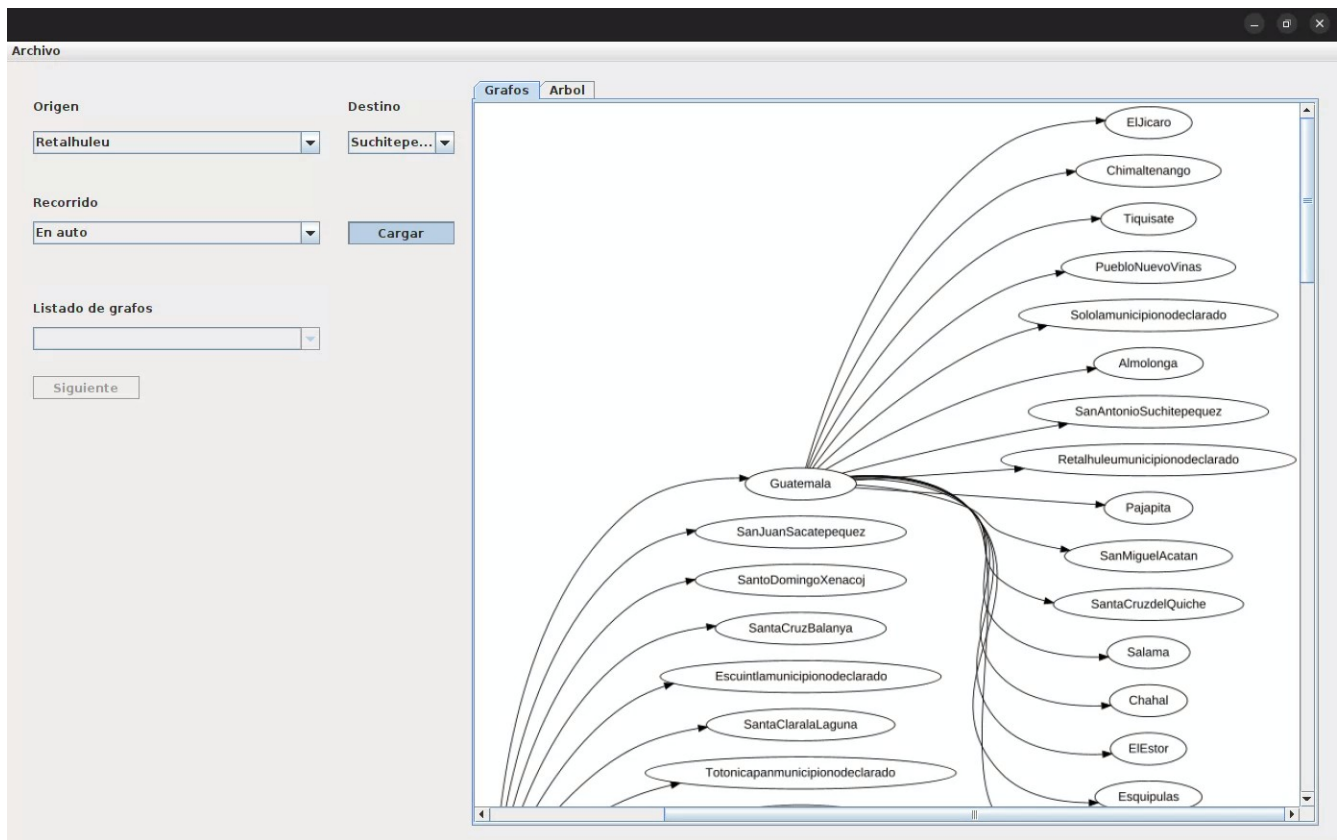 Archivo
Grafos Arbol
Origen Destino
Retalhuleu Suchitepe...
Recorrido
En auto Cargar
Listado de grafos
Siguiente
ElJicaro
Chimaltenango
Tiquisate
PuebloNuevoVinas
Sololamunicipionodeclarado
Almolonga
SanAntonioSuchitepequez
Retalhuleumunicipionodeclarado
Guatemala
Pajapita
SanJuanSacatepequez
SanMiguelAcatan
SantoDomingoXenacoj
SantaCruzdelQuiche
SantaCruzBalanya
Salama
Escuintlamunicipionodeclarado
Chahal
SantaClaralaLaguna
ElEstor
Totonicapanmunicipionodeclarado
Esquipulas